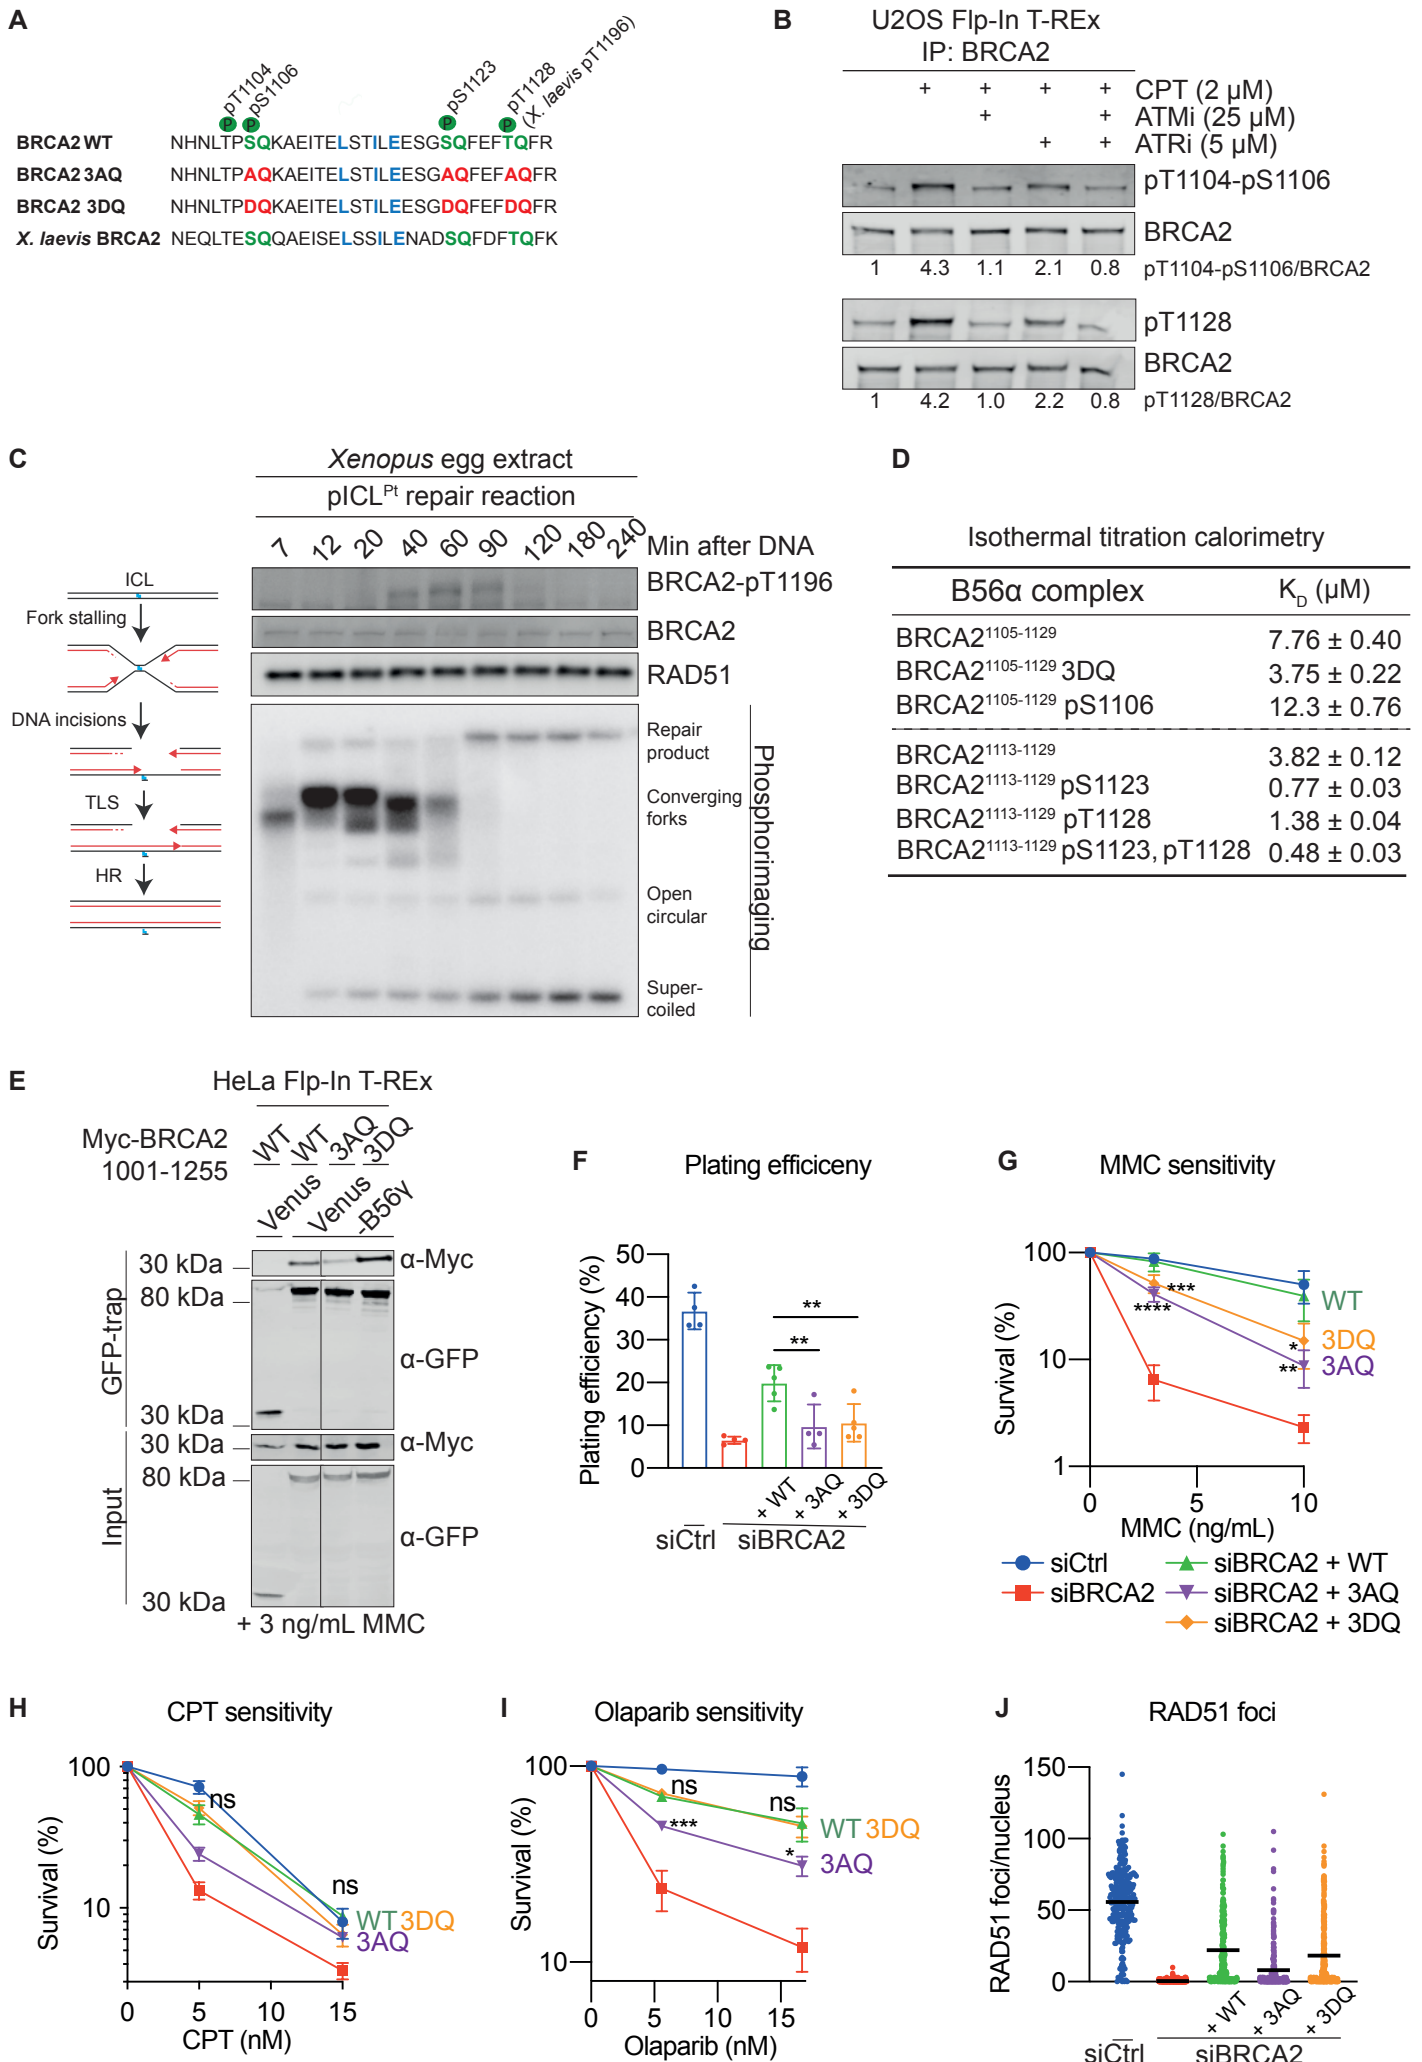 A
pT1104
pS1106
pS1123
pT1128
(X. laevis pT1196)
P P P P
BRCA2 WT NHNLTPSQKAEITELSTILEESGSQFEFTQFR
BRCA2 3AQ NHNLTPAQKAEITELSTILEESGAQFEFAQFR
BRCA2 3DQ NHNLTPDQKAEITELSTILEESGDQFEFDQFR
X. laevis BRCA2 NEQLTESQQAEISELSSILENADSQFDFTQFK
B
U2OS Flp-In T-REx
IP: BRCA2
+ + + + CPT (2 µM)
+ + ATMi (25 µM)
+ + ATRi (5 µM)
pT1104-pS1106
BRCA2
1 4.3 1.1 2.1 0.8 pT1104-pS1106/BRCA2
pT1128
BRCA2
1 4.2 1.0 2.2 0.8 pT1128/BRCA2
C
Xenopus egg extract
pICLPt repair reaction
7 12 20 40 60 90 120 180 240 Min after DNA
BRCA2-pT1196
BRCA2
RAD51
ICL
Fork stalling
DNA incisions
TLS
HR
Repair
product
Converging
forks
Open
circular
Super-
coiled
Phosphorimaging
D
Isothermal titration calorimetry
B56α complex KD (µM)
BRCA21105-1129 7.76 ± 0.40
BRCA21105-1129 3DQ 3.75 ± 0.22
BRCA21105-1129 pS1106 12.3 ± 0.76
BRCA21113-1129 3.82 ± 0.12
BRCA21113-1129 pS1123 0.77 ± 0.03
BRCA21113-1129 pT1128 1.38 ± 0.04
BRCA21113-1129 pS1123, pT1128 0.48 ± 0.03
E
HeLa Flp-In T-REx
Myc-BRCA2
1001-1255
WT WT 3AQ 3DQ
Venus Venus
-B56γ
GFP-trap
30 kDa α-Myc
80 kDa
α-GFP
30 kDa
Input
30 kDa α-Myc
80 kDa
α-GFP
30 kDa
+ 3 ng/mL MMC
F
Plating efficiceny
Plating efficiency (%)
50
40
30
20
10
0
**
**
+ WT
+ 3AQ
+ 3DQ
siCtrl siBRCA2
G
MMC sensitivity
Survival (%)
100
10
1
***
****
*
**
WT
3DQ
3AQ
0 5 10
MMC (ng/mL)
siCtrl
siBRCA2
siBRCA2 + WT
siBRCA2 + 3AQ
siBRCA2 + 3DQ
H
CPT sensitivity
Survival (%)
100
10
ns
ns
WT 3DQ
3AQ
0 5 10 15
CPT (nM)
I
Olaparib sensitivity
Survival (%)
100
10
ns
***
ns
*
WT 3DQ
3AQ
0 5 10 15
Olaparib (nM)
J
RAD51 foci
RAD51 foci/nucleus
150
100
50
0
+ WT
+ 3AQ
+ 3DQ
siCtrl siBRCA2